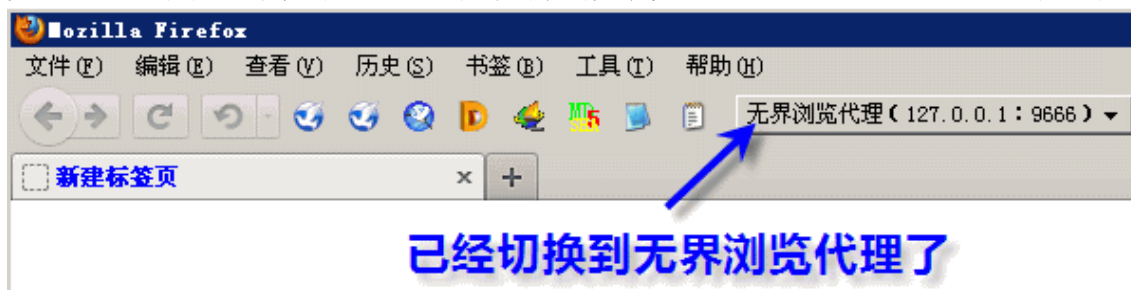 Mozilla Firefox
文件(F) 编辑(E) 查看(V) 历史(S) 书签(B) 工具(T) 帮助(H)
无界浏览代理(127.0.0.1:9666)
新建标签页
已经切换到无界浏览代理了